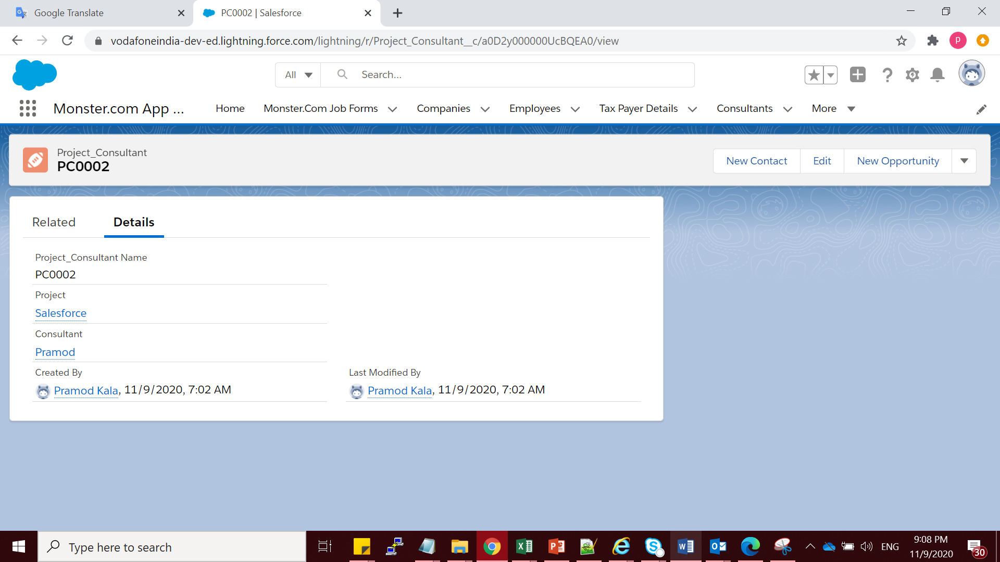 Google Translate
PC0002 | Salesforce
vodafoneindia-dev-ed.lightning.force.com/lightning/r/Project_Consultant__c/a0D2y000000UcBQEA0/view
P
All
Search...
Monster.com App ...
Home
Monster.Com Job Forms
Companies
Employees
Tax Payer Details
Consultants
More
Project_Consultant
PC0002
New Contact
Edit
New Opportunity
Related
Details
Project_Consultant Name
PC0002
Project
Salesforce
Consultant
Pramod
Created By
Last Modified By
Pramod Kala, 11/9/2020, 7:02 AM
Pramod Kala, 11/9/2020, 7:02 AM
Type here to search
ENG
9:08 PM
11/9/2020
30